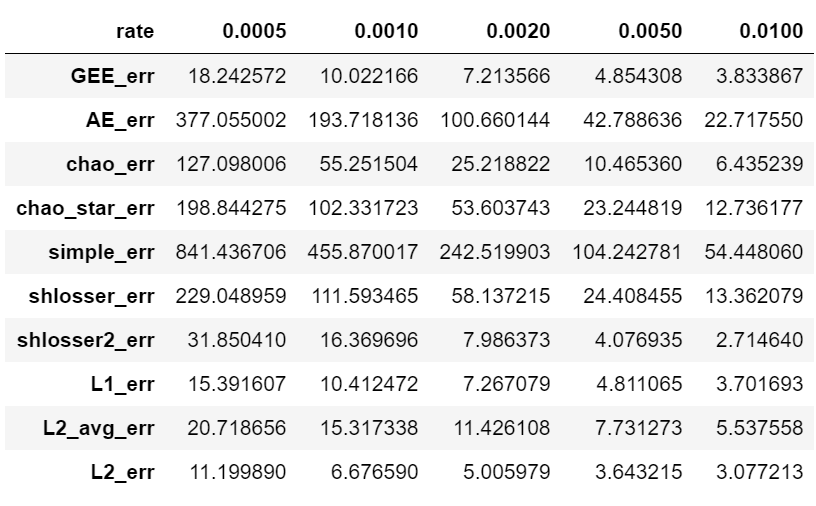 rate 0.0005 0.0010 0.0020 0.0050 0.0100
GEE_err 18.242572 10.022166 7.213566 4.854308 3.833867
AE_err 377.055002 193.718136 100.660144 42.788636 22.717550
chao_err 127.098006 55.251504 25.218822 10.465360 6.435239
chao_star_err 198.844275 102.331723 53.603743 23.244819 12.736177
simple_err 841.436706 455.870017 242.519903 104.242781 54.448060
shlosser_err 229.048959 111.593465 58.137215 24.408455 13.362079
shlosser2_err 31.850410 16.369696 7.986373 4.076935 2.714640
L1_err 15.391607 10.412472 7.267079 4.811065 3.701693
L2_avg_err 20.718656 15.317338 11.426108 7.731273 5.537558
L2_err 11.199890 6.676590 5.005979 3.643215 3.077213